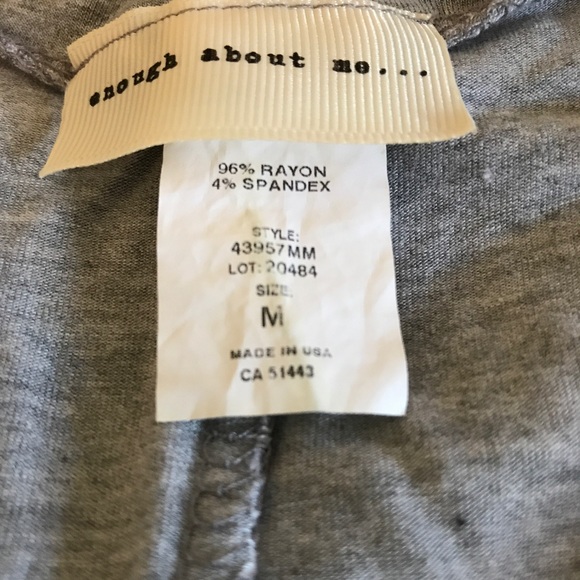 enough about me...
96% RAYON
4% SPANDEX
STYLE:
43957MM
LOT: 20484
SIZE:
M
MADE IN USA
CA 51443